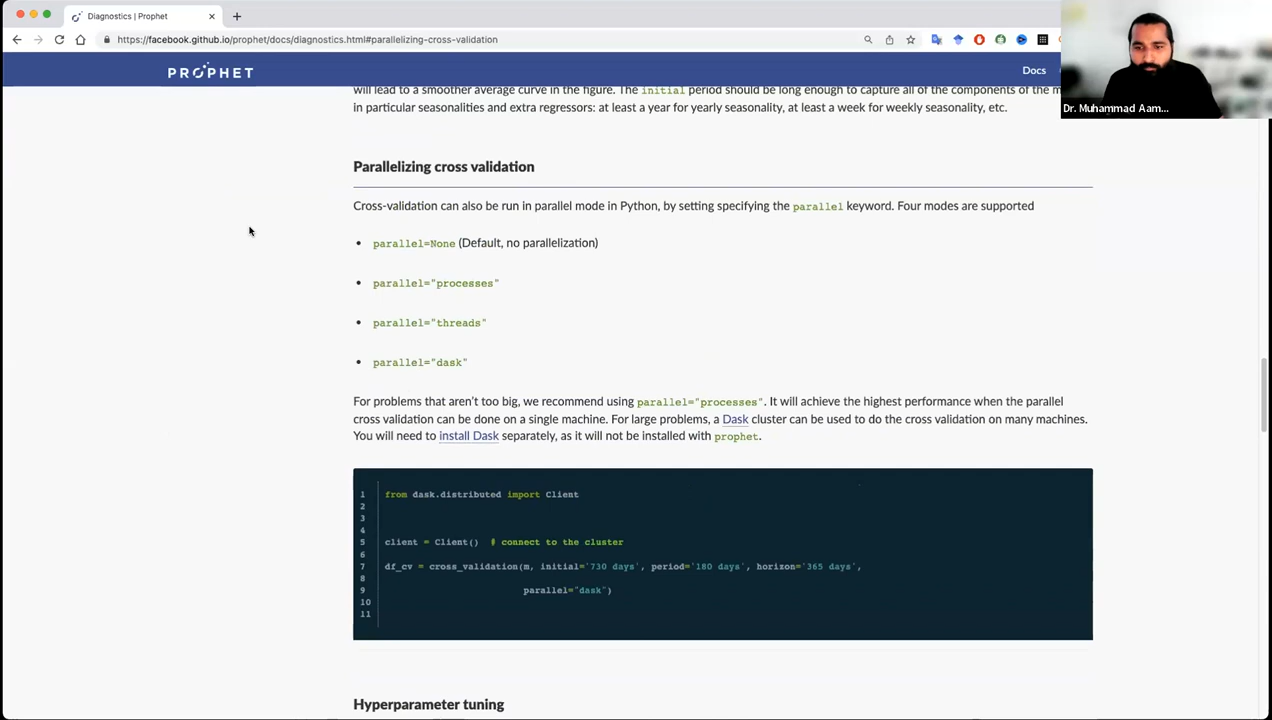 Diagnostics | Prophet
https://facebook.github.io/prophet/docs/diagnostics.html#parallelizing-cross-validation
PROPHET
Docs
will lead to a smoother average curve in the figure. The initial period should be long enough to capture all of the components of the m
in particular seasonalities and extra regressors: at least a year for yearly seasonality, at least a week for weekly seasonality, etc.
Dr. Muhammad Aam...
Parallelizing cross validation
Cross-validation can also be run in parallel mode in Python, by setting specifying the parallel keyword. Four modes are supported
parallel=None (Default, no parallelization)
parallel="processes"
parallel="threads"
parallel="dask"
For problems that aren't too big, we recommend using parallel="processes". It will achieve the highest performance when the parallel
cross validation can be done on a single machine. For large problems, a Dask cluster can be used to do the cross validation on many machines.
You will need to install Dask separately, as it will not be installed with prophet.
1 from dask.distributed import Client
2
3
4
5 client = Client() # connect to the cluster
6
7 df_cv = cross_validation(m, initial='730 days', period='180 days', horizon='365 days',
8
9 parallel="dask")
10
11
Hyperparameter tuning